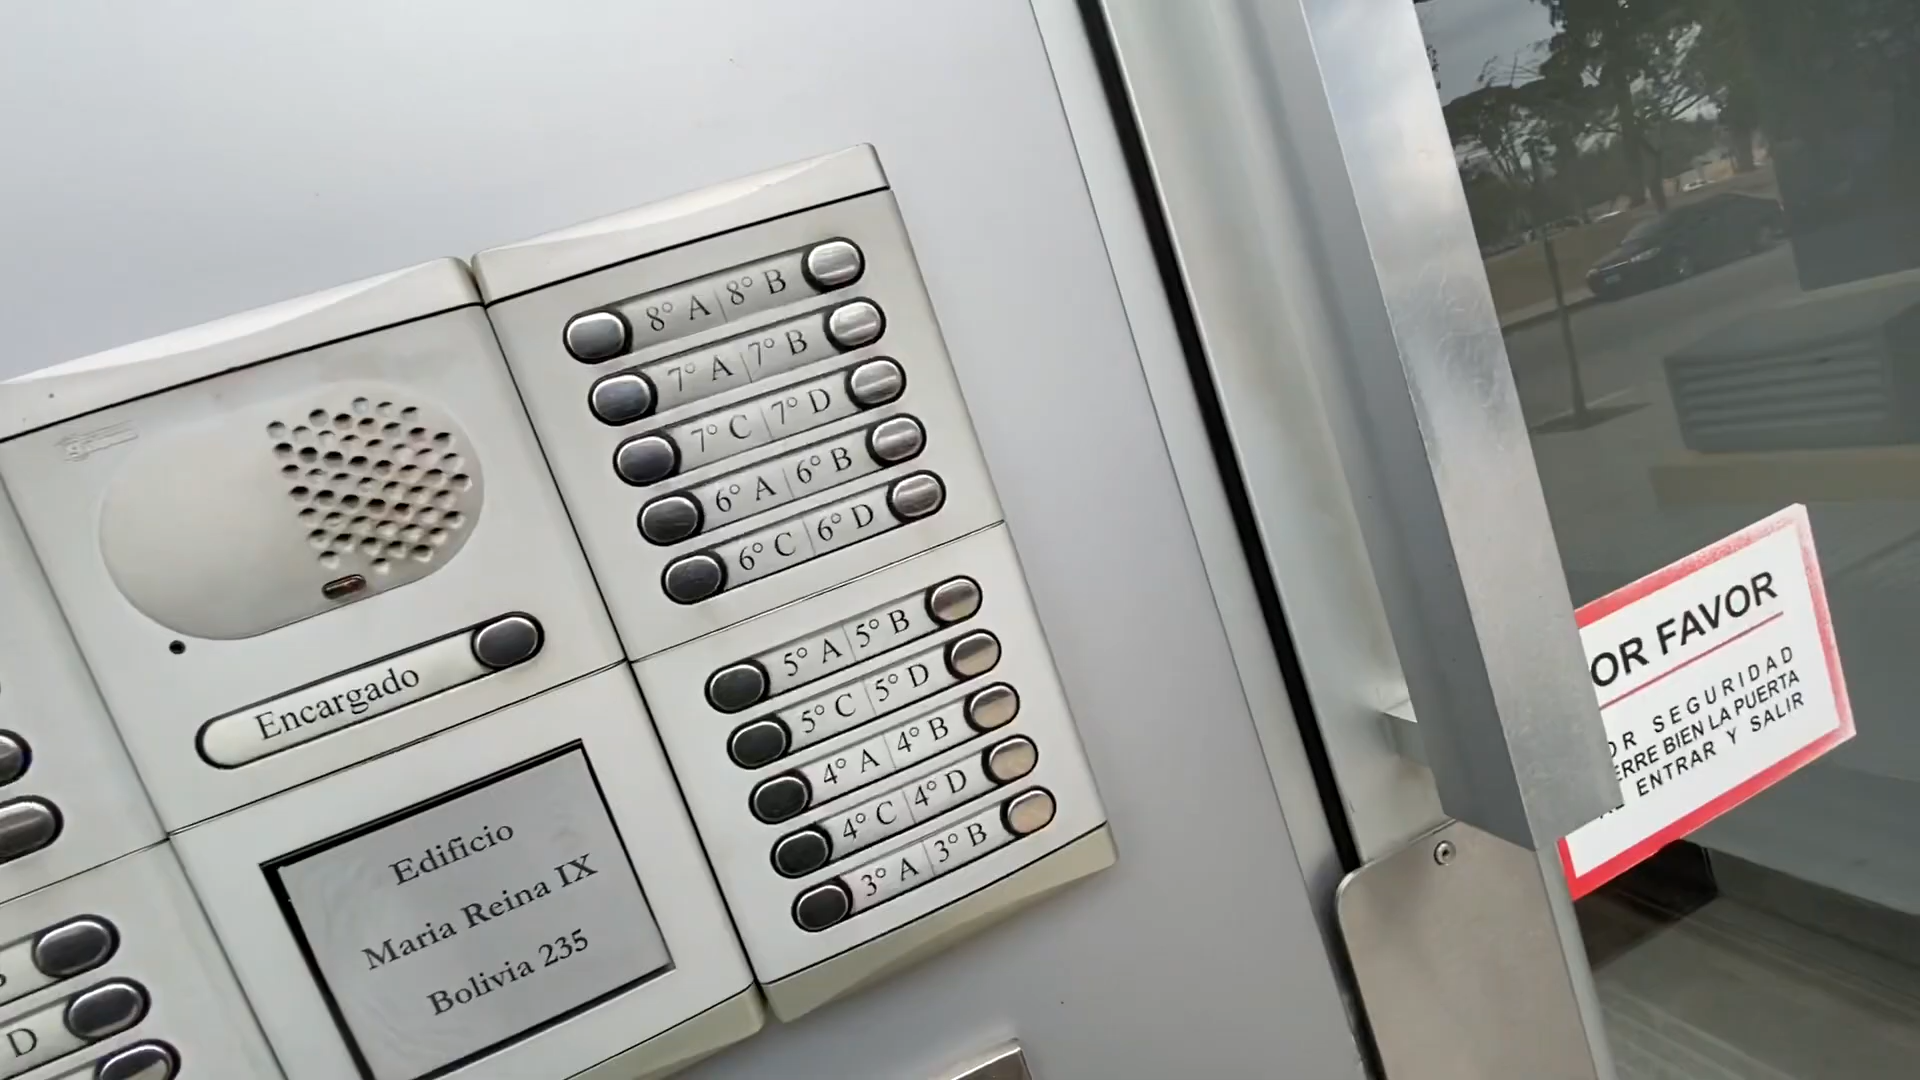 8° A 8° B
7° A 7° B
7° C 7° D
6° A 6° B
6° C 6° D
5° A 5° B
5° C 5° D
4° A 4° B
4° C 4° D
3° A 3° B
Encargado
Edificio
Maria Reina IX
Bolivia 235
D
OR FAVOR
OR SEGURIDAD
ERRE BIEN LA PUERTA
ENTRAR Y SALIR